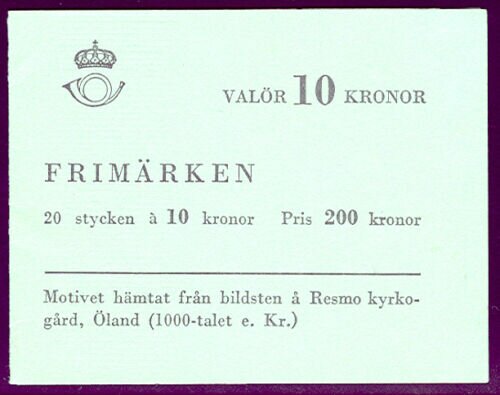 VALÖR 10 KRONOR
FRIMÄRKEN
20 stycken à 10 kronor Pris 200 kronor
Motivet hämtat från bildsten å Resmo kyrko-
gård, Öland (1000-talet e. Kr.)